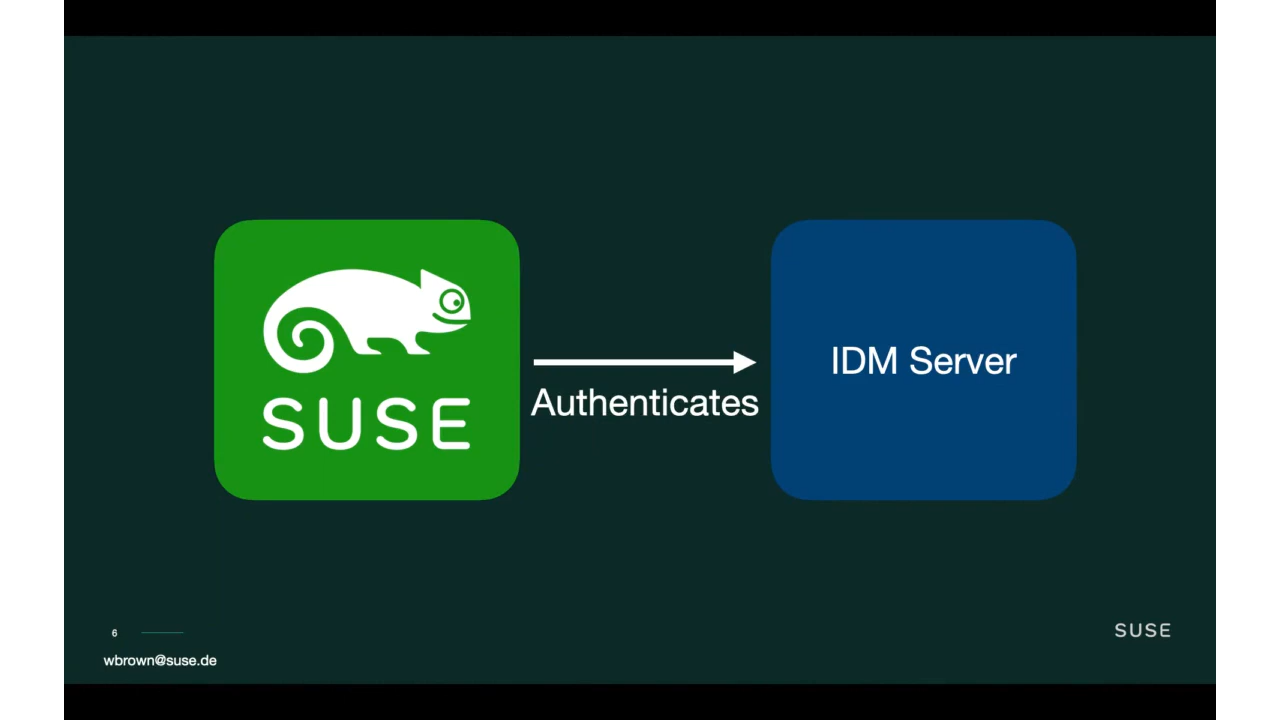 SUSE
Authenticates
IDM Server
6
wbrown@suse.de
SUSE